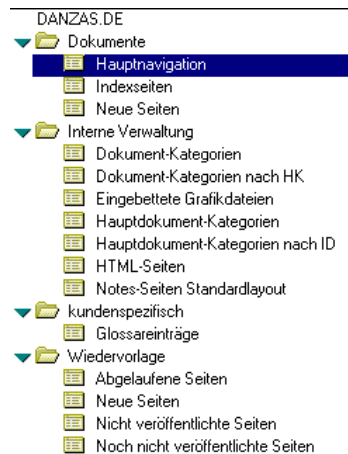 DANZAS.DE
Dokumente
Hauptnavigation
Indexseiten
Neue Seiten
Interne Verwaltung
Dokument-Kategorien
Dokument-Kategorien nach HK
Eingebettete Grafikdateien
Hauptdokument-Kategorien
Hauptdokument-Kategorien nach ID
HTML-Seiten
Notes-Seiten Standardlayout
kundenspezifisch
Glossareinträge
Wiedervorlage
Abgelaufene Seiten
Neue Seiten
Nicht veröffentlichte Seiten
Noch nicht veröffentlichte Seiten